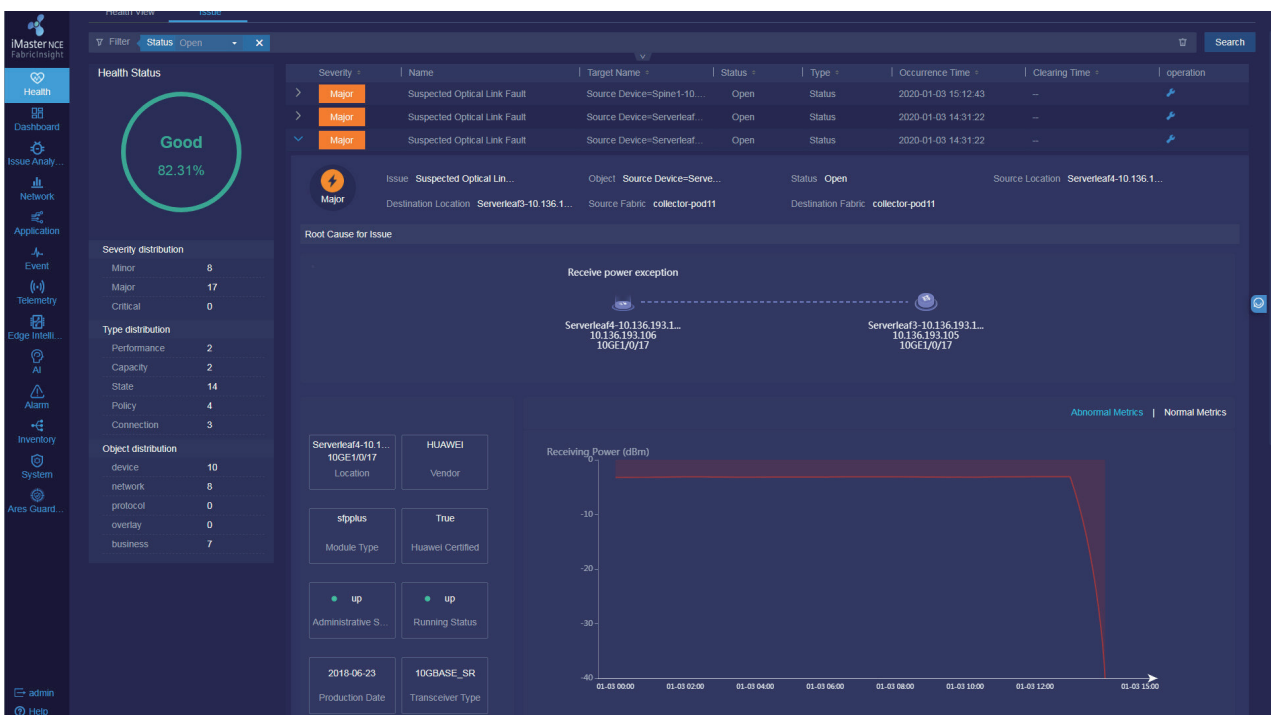 Health View Issue
iMaster NCE
FabricInsight
Filter Status Open Search
Health
Dashboard
Issue Analy...
Network
Application
Event
Telemetry
Edge Intelli...
AI
Alarm
Inventory
System
Ares Guard...
admin
Help
Health Status
Good
82.31%
Severity distribution
Minor 8
Major 17
Critical 0
Type distribution
Performance 2
Capacity 2
State 14
Policy 4
Connection 3
Object distribution
device 10
network 8
protocol 0
overlay 0
business 7
Severity Name Target Name Status Type Occurrence Time Clearing Time operation
Major Suspected Optical Link Fault Source Device=Spine1-10.... Open Status 2020-01-03 15:12:43 --
Major Suspected Optical Link Fault Source Device=Serverleaf... Open Status 2020-01-03 14:31:22 --
Major Suspected Optical Link Fault Source Device=Serverleaf... Open Status 2020-01-03 14:31:22 --
Major
Issue Suspected Optical Lin... Object Source Device=Serve... Status Open Source Location Serverleaf4-10.136.1...
Destination Location Serverleaf3-10.136.1... Source Fabric collector-pod11 Destination Fabric collector-pod11
Root Cause for Issue
Receive power exception
Serverleaf4-10.136.193.1...
10.136.193.106
10GE1/0/17
Serverleaf3-10.136.193.1...
10.136.193.105
10GE1/0/17
Serverleaf4-10.1...
10GE1/0/17
Location
HUAWEI
Vendor
sfpplus
Module Type
True
Huawei Certified
up
Administrative S...
up
Running Status
2018-06-23
Production Date
10GBASE_SR
Transceiver Type
Abnormal Metrics | Normal Metrics
Receiving Power (dBm)
0
-10
-20
-30
-40
01-03 00:00 01-03 02:00 01-03 04:00 01-03 06:00 01-03 08:00 01-03 10:00 01-03 12:00 01-03 15:00